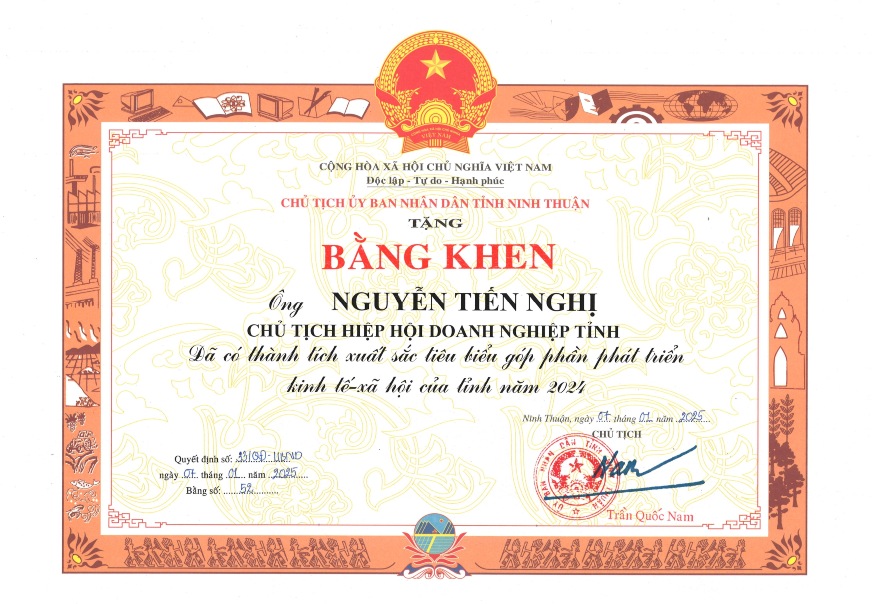 CỘNG HÒA XÃ HỘI CHỦ NGHĨA VIỆT NAM
Độc lập - Tự do - Hạnh phúc
CHỦ TỊCH ỦY BAN NHÂN DÂN TỈNH NINH THUẬN
TẶNG
BẰNG KHEN
Ông NGUYỄN TIẾN NGHỊ
CHỦ TỊCH HIỆP HỘI DOANH NGHIỆP TỈNH
Đã có thành tích xuất sắc tiêu biểu góp phần phát triển
kinh tế-xã hội của tỉnh năm 2024
Ninh Thuận, ngày 07 tháng 01 năm 2025
CHỦ TỊCH
Quyết định số: 23/QĐ-UBND
ngày 07 tháng 01 năm 2025
Bằng số: 52
Trần Quốc Nam